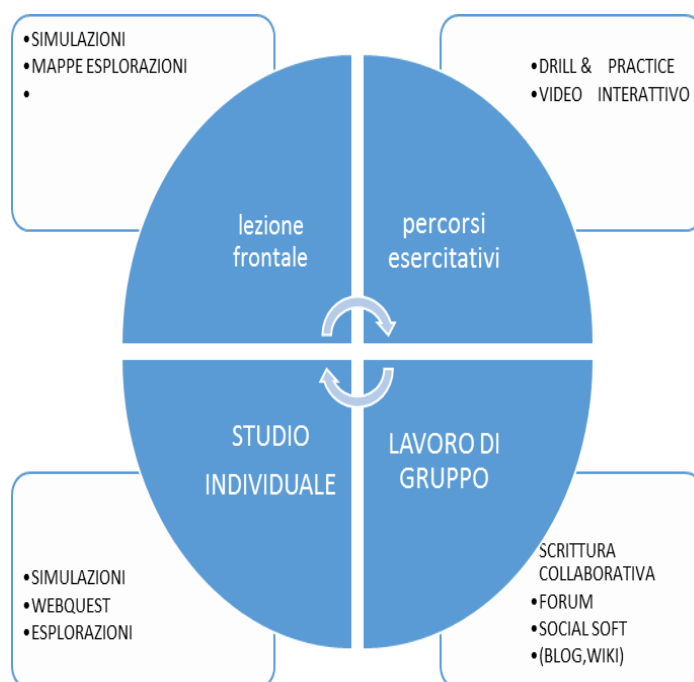 •SIMULAZIONI
•MAPPE ESPLORAZIONI
•
•DRILL & PRACTICE
•VIDEO INTERATTIVO
lezione
frontale
percorsi
esercitativi
STUDIO
INDIVIDUALE
LAVORO DI
GRUPPO
•SIMULAZIONI
•WEBQUEST
•ESPLORAZIONI
SCRITTURA
COLLABORATIVA
•FORUM
•SOCIAL SOFT
•(BLOG,WIKI)